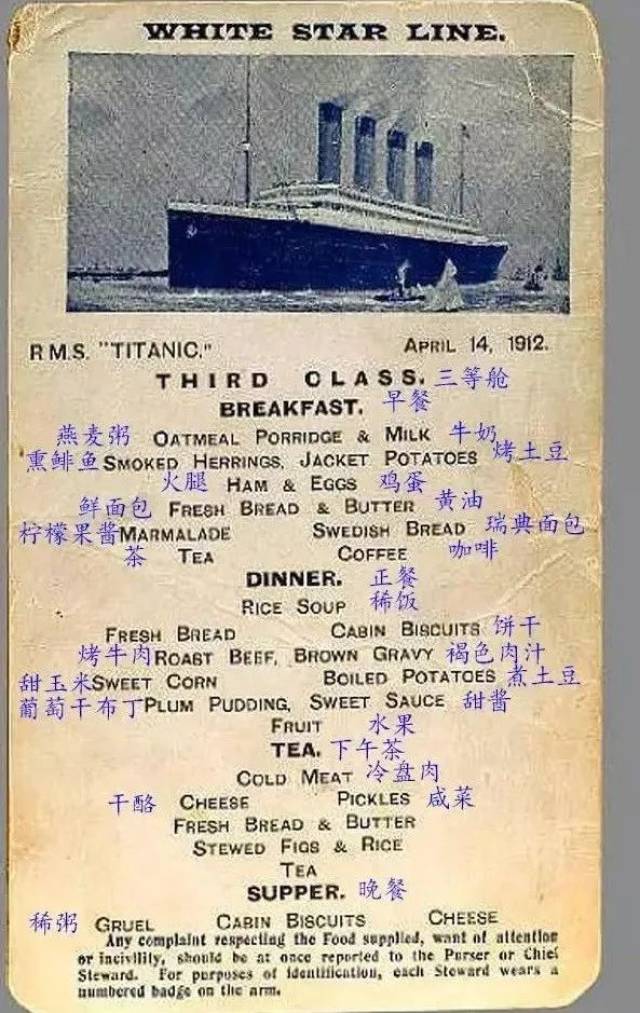 WHITE STAR LINE.
R.M.S. "TITANIC." APRIL 14, 1912.
THIRD CLASS. 三等舱
BREAKFAST. 早餐
燕麦粥 OATMEAL PORRIDGE & MILK 牛奶
熏鲱鱼 SMOKED HERRINGS, JACKET POTATOES 烤土豆
火腿 HAM & EGGS 鸡蛋
鲜面包 FRESH BREAD & BUTTER 黄油
柠檬果酱 MARMALADE SWEDISH BREAD 瑞典面包
茶 TEA COFFEE 咖啡
DINNER. 正餐
RICE SOUP 稀饭
FRESH BREAD CABIN BISCUITS 饼干
烤牛肉 ROAST BEEF, BROWN GRAVY 褐色肉汁
甜玉米 SWEET CORN BOILED POTATOES 煮土豆
葡萄干布丁 PLUM PUDDING, SWEET SAUCE 甜酱
FRUIT 水果
TEA. 下午茶
COLD MEAT 冷盘肉
干酪 CHEESE PICKLES 咸菜
FRESH BREAD & BUTTER
STEWED FIGS & RICE
TEA
SUPPER. 晚餐
稀粥 GRUEL CABIN BISCUITS CHEESE
Any complaint respecting the Food supplied, want of attention
or incivility, should be at once reported to the Purser or Chief
Steward. For purposes of identification, each Steward wears a
numbered badge on the arm.